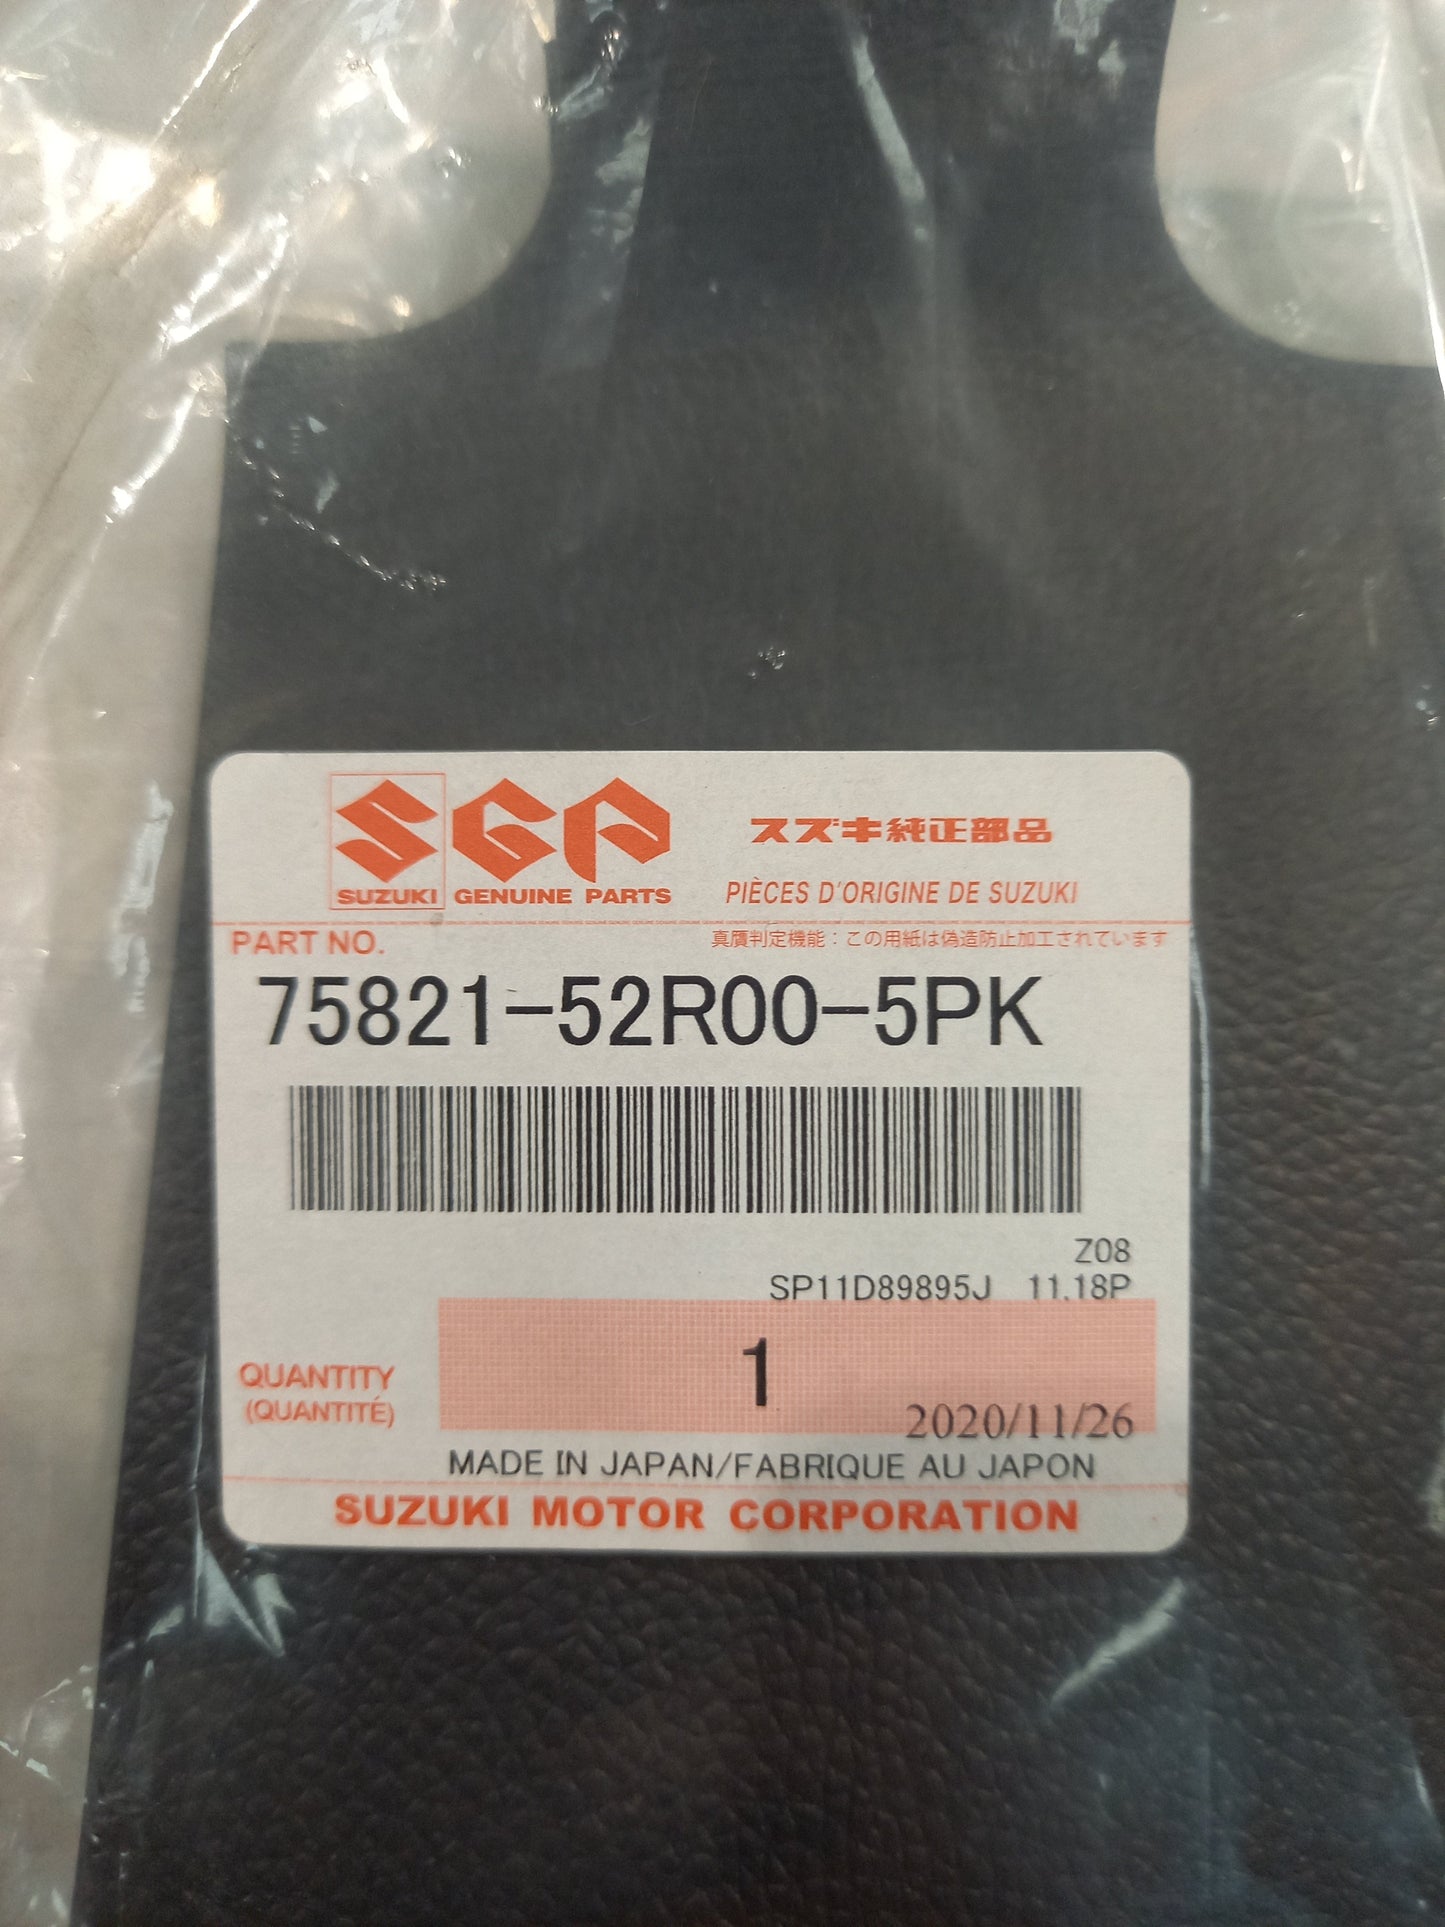 SGP
スズキ純正部品
SUZUKI GENUINE PARTS
PIÈCES D'ORIGINE DE SUZUKI
PART NO.
真贋判定機能：この用紙は偽造防止加工されています
75821-52R00-5PK
Z08
SP11D89895J 11.18P
QUANTITY
(QUANTITÉ)
1
2020/11/26
MADE IN JAPAN/FABRIQUE AU JAPON
SUZUKI MOTOR CORPORATION